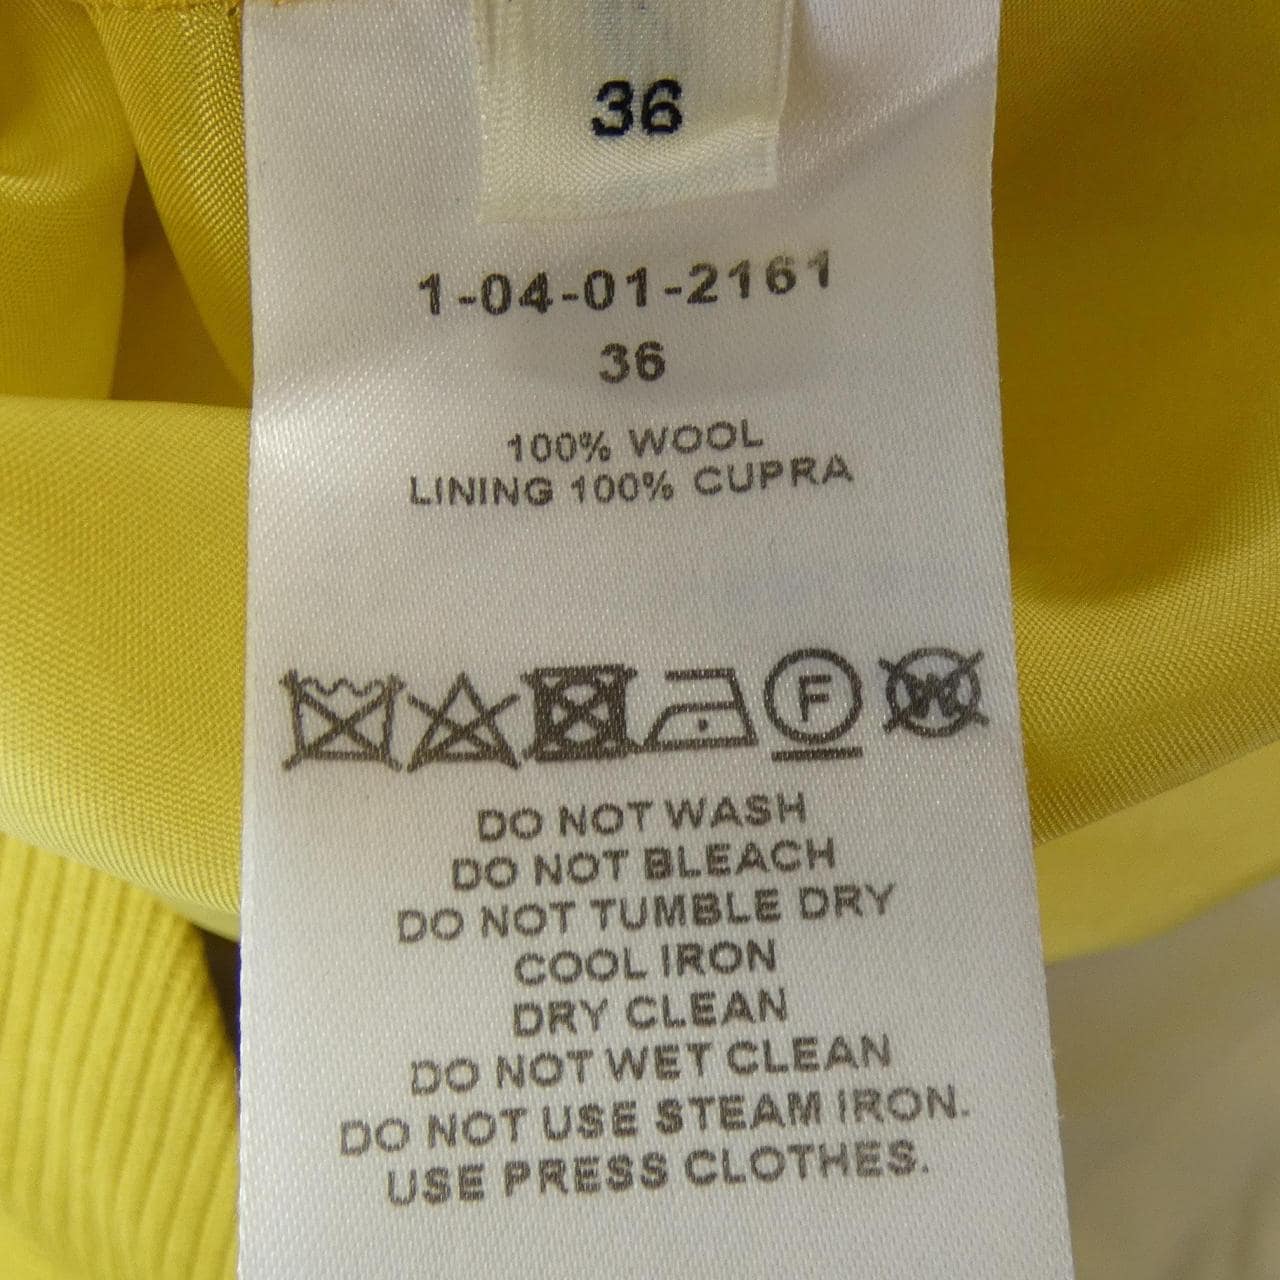 36
1-04-01-2161
36
100% WOOL
LINING 100% CUPRA
F W
DO NOT WASH
DO NOT BLEACH
DO NOT TUMBLE DRY
COOL IRON
DRY CLEAN
DO NOT WET CLEAN
DO NOT USE STEAM IRON.
USE PRESS CLOTHES.